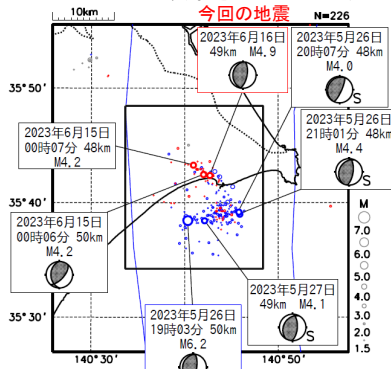 10km
今回の地震
N=226
2023年6月16日
49km M4.9
2023年5月26日
20時07分 48km
M4.0
S
35°50'
2023年6月15日
00時07分 48km
M4.2
2023年5月26日
21時01分 48km
M4.4
S
35°40'
2023年6月15日
00時06分 50km
M4.2
M
7.0
6.0
5.0
4.0
3.0
2.0
1.5
2023年5月26日
19時03分 50km
M6.2
2023年5月27日
49km M4.1
S
35°30'
140°30'
140°50'